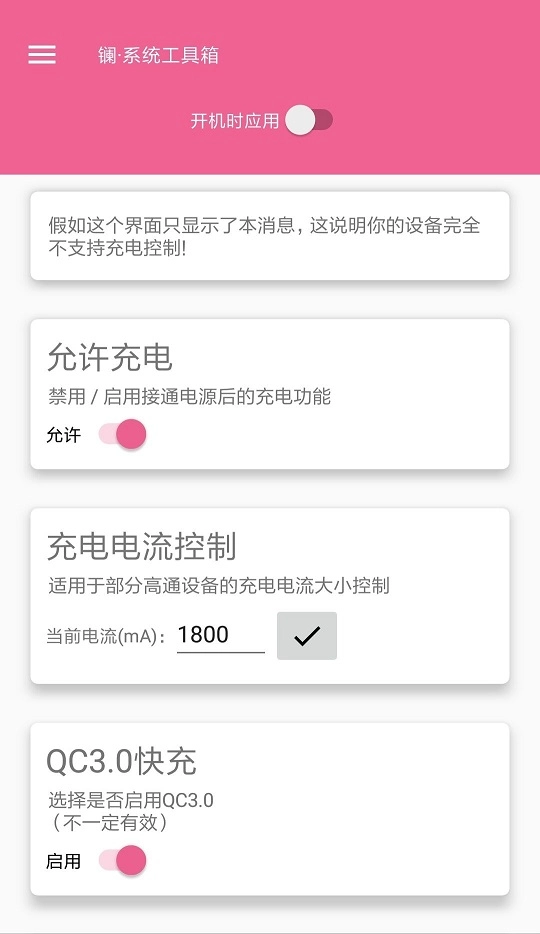 镧·系统工具箱
开机时应用
假如这个界面只显示了本消息，这说明你的设备完全
不支持充电控制!
允许充电
禁用 / 启用接通电源后的充电功能
允许
充电电流控制
适用于部分高通设备的充电电流大小控制
当前电流(mA)： 1800
QC3.0快充
选择是否启用QC3.0
（不一定有效）
启用